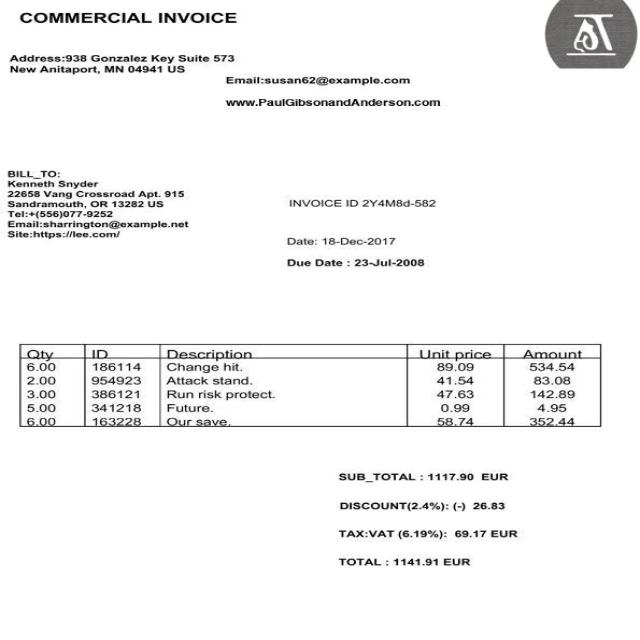 COMMERCIAL INVOICE
Address:938 Gonzalez Key Suite 573
New Anitaport, MN 04941 US
Email:susan62@example.com
www.PaulGibsonandAnderson.com
BILL_TO:
Kenneth Snyder
22658 Vang Crossroad Apt. 915
Sandramouth, OR 13282 US
Tel:+(556)077-9252
Email:sharrington@example.net
Site:https://lee.com/
INVOICE ID 2Y4M8d-582
Date: 18-Dec-2017
Due Date : 23-Jul-2008
Qty ID Description Unit price Amount
6.00 186114 Change hit. 89.09 534.54
2.00 954923 Attack stand. 41.54 83.08
3.00 386121 Run risk protect. 47.63 142.89
5.00 341218 Future. 0.99 4.95
6.00 163228 Our save. 58.74 352.44
SUB_TOTAL : 1117.90 EUR
DISCOUNT(2.4%): (-) 26.83
TAX:VAT (6.19%): 69.17 EUR
TOTAL : 1141.91 EUR